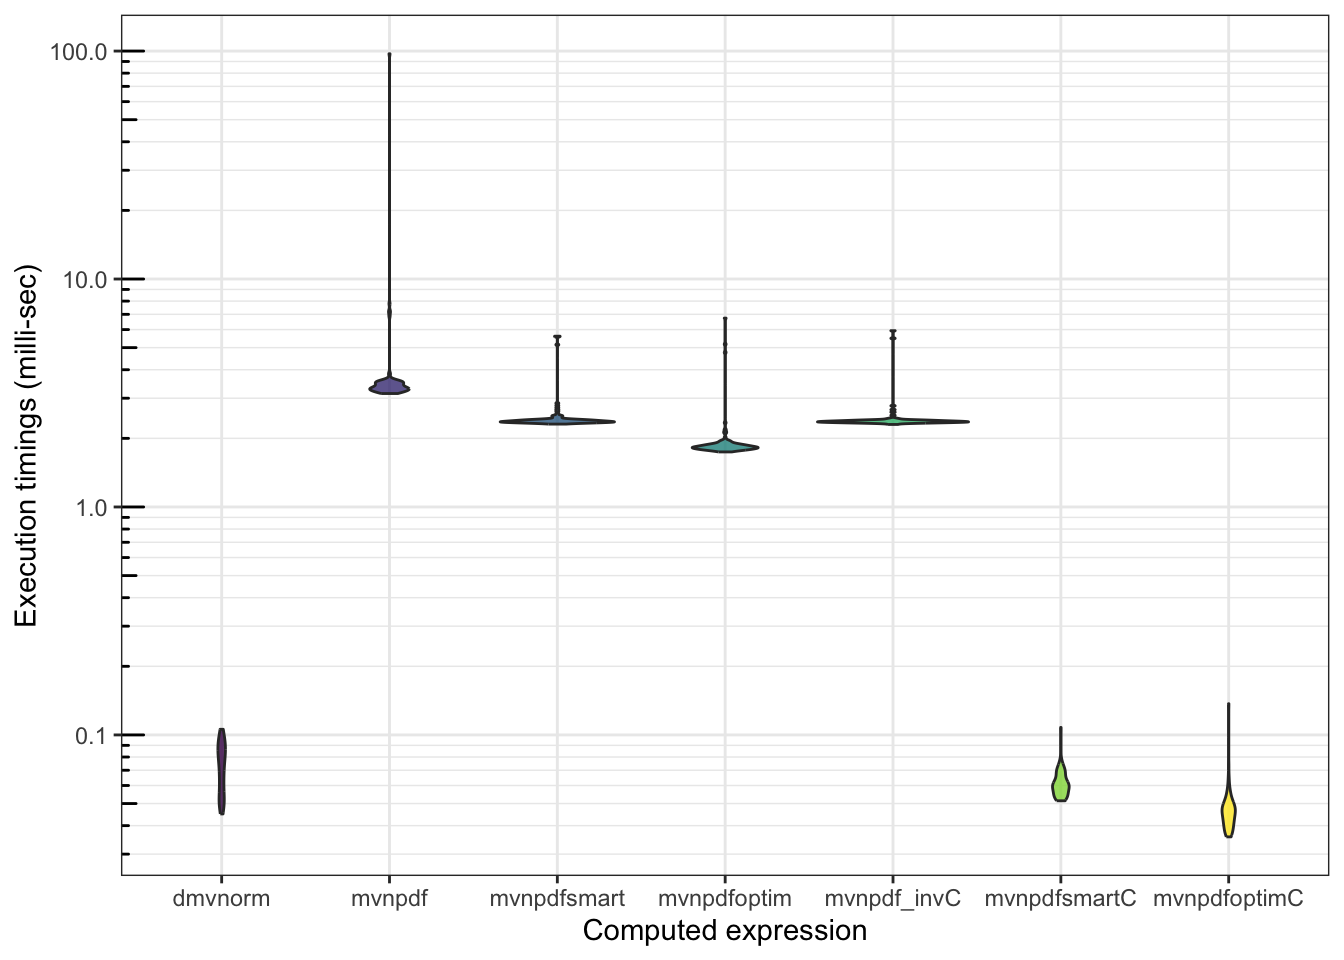 100.0
10.0
1.0
0.1
Execution timings (milli-sec)
dmvnorm mvnpdf mvnpdfsmart mvnpdfoptim mvnpdf_invC mvnpdfsmartC mvnpdfoptimC
Computed expression